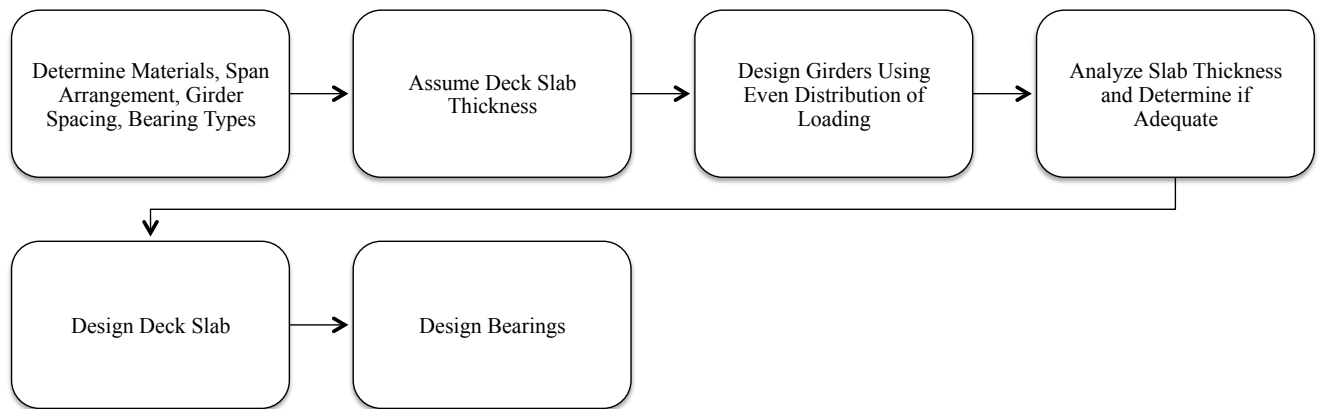 Determine Materials, Span
Arrangement, Girder
Spacing, Bearing Types
Assume Deck Slab
Thickness
Design Girders Using
Even Distribution of
Loading
Analyze Slab Thickness
and Determine if
Adequate
Design Deck Slab
Design Bearings